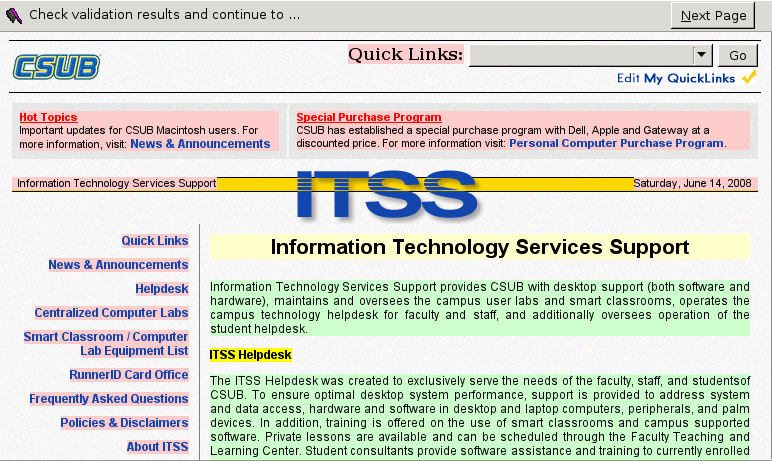 Check validation results and continue to ...
Next Page
CSUB
Quick Links:
Go
Edit My QuickLinks
Hot Topics
Important updates for CSUB Macintosh users. For
more information, visit: News & Announcements
Special Purchase Program
CSUB has established a special purchase program with Dell, Apple and Gateway at a
discounted price. For more information visit: Personal Computer Purchase Program.
Information Technology Services Support
ITSS
Saturday, June 14, 2008
Quick Links
News & Announcements
Helpdesk
Centralized Computer Labs
Smart Classroom / Computer
Lab Equipment List
RunnerID Card Office
Frequently Asked Questions
Policies & Disclaimers
About ITSS
Information Technology Services Support
Information Technology Services Support provides CSUB with desktop support (both software and
hardware), maintains and oversees the campus user labs and smart classrooms, operates the
campus technology helpdesk for faculty and staff, and additionally oversees operation of the
student helpdesk.
ITSS Helpdesk
The ITSS Helpdesk was created to exclusively serve the needs of the faculty, staff, and studentsof
CSUB. To ensure optimal desktop system performance, support is provided to address system
and data access, hardware and software in desktop and laptop computers, peripherals, and palm
devices. In addition, training is offered on the use of smart classrooms and campus supported
software. Private lessons are available and can be scheduled through the Faculty Teaching and
Learning Center. Student consultants provide software assistance and training to currently enrolled